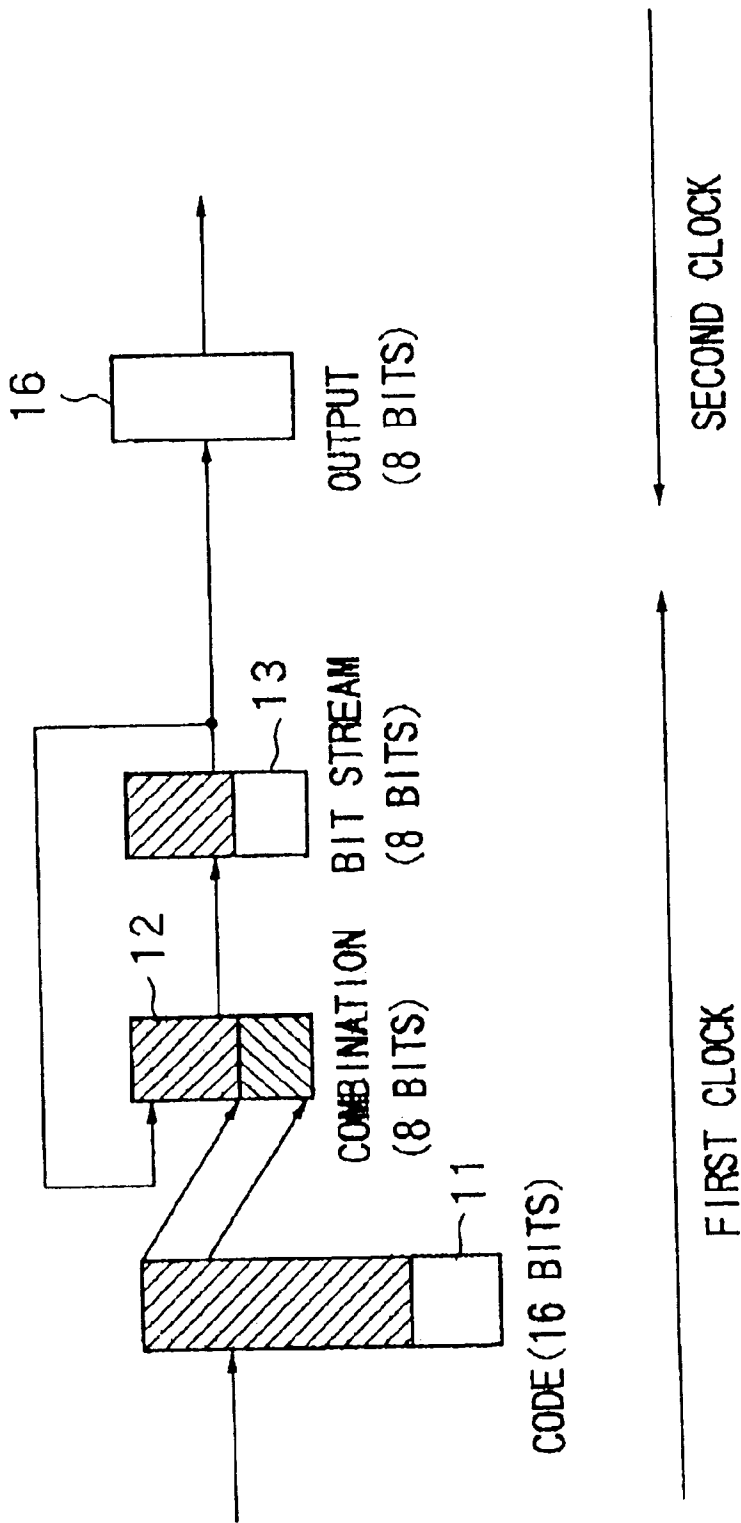 16
12
13
11
OUTPUT
(8 BITS)
BIT STREAM
(8 BITS)
COMBINATION
(8 BITS)
CODE(16 BITS)
FIRST CLOCK
SECOND CLOCK